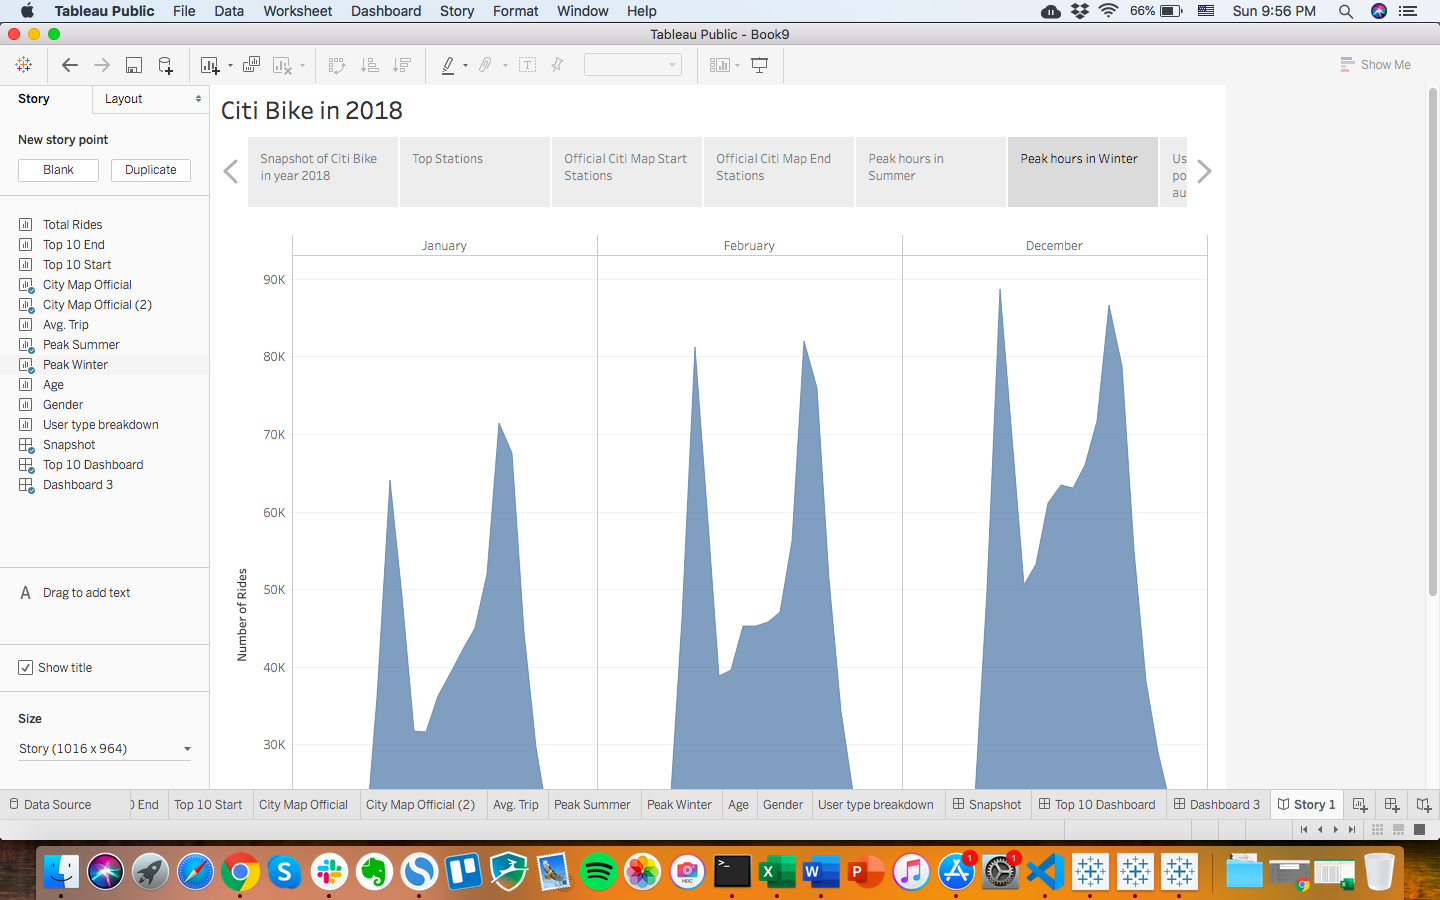 Tableau Public File Data Worksheet Dashboard Story Format Window Help 66% Sun 9:56 PM
Tableau Public - Book9
Show Me
Story Layout
New story point
Blank Duplicate
Total Rides
Top 10 End
Top 10 Start
City Map Official
City Map Official (2)
Avg. Trip
Peak Summer
Peak Winter
Age
Gender
User type breakdown
Snapshot
Top 10 Dashboard
Dashboard 3
A Drag to add text
Show title
Size
Story (1016 x 964)
Citi Bike in 2018
Snapshot of Citi Bike
in year 2018
Top Stations
Official Citi Map Start
Stations
Official Citi Map End
Stations
Peak hours in
Summer
Peak hours in Winter
Us
po
au
January February December
90K
80K
70K
60K
50K
40K
30K
Number of Rides
Data Source End Top 10 Start City Map Official City Map Official (2) Avg. Trip Peak Summer Peak Winter Age Gender User type breakdown Snapshot Top 10 Dashboard Dashboard 3 Story 1
1
1